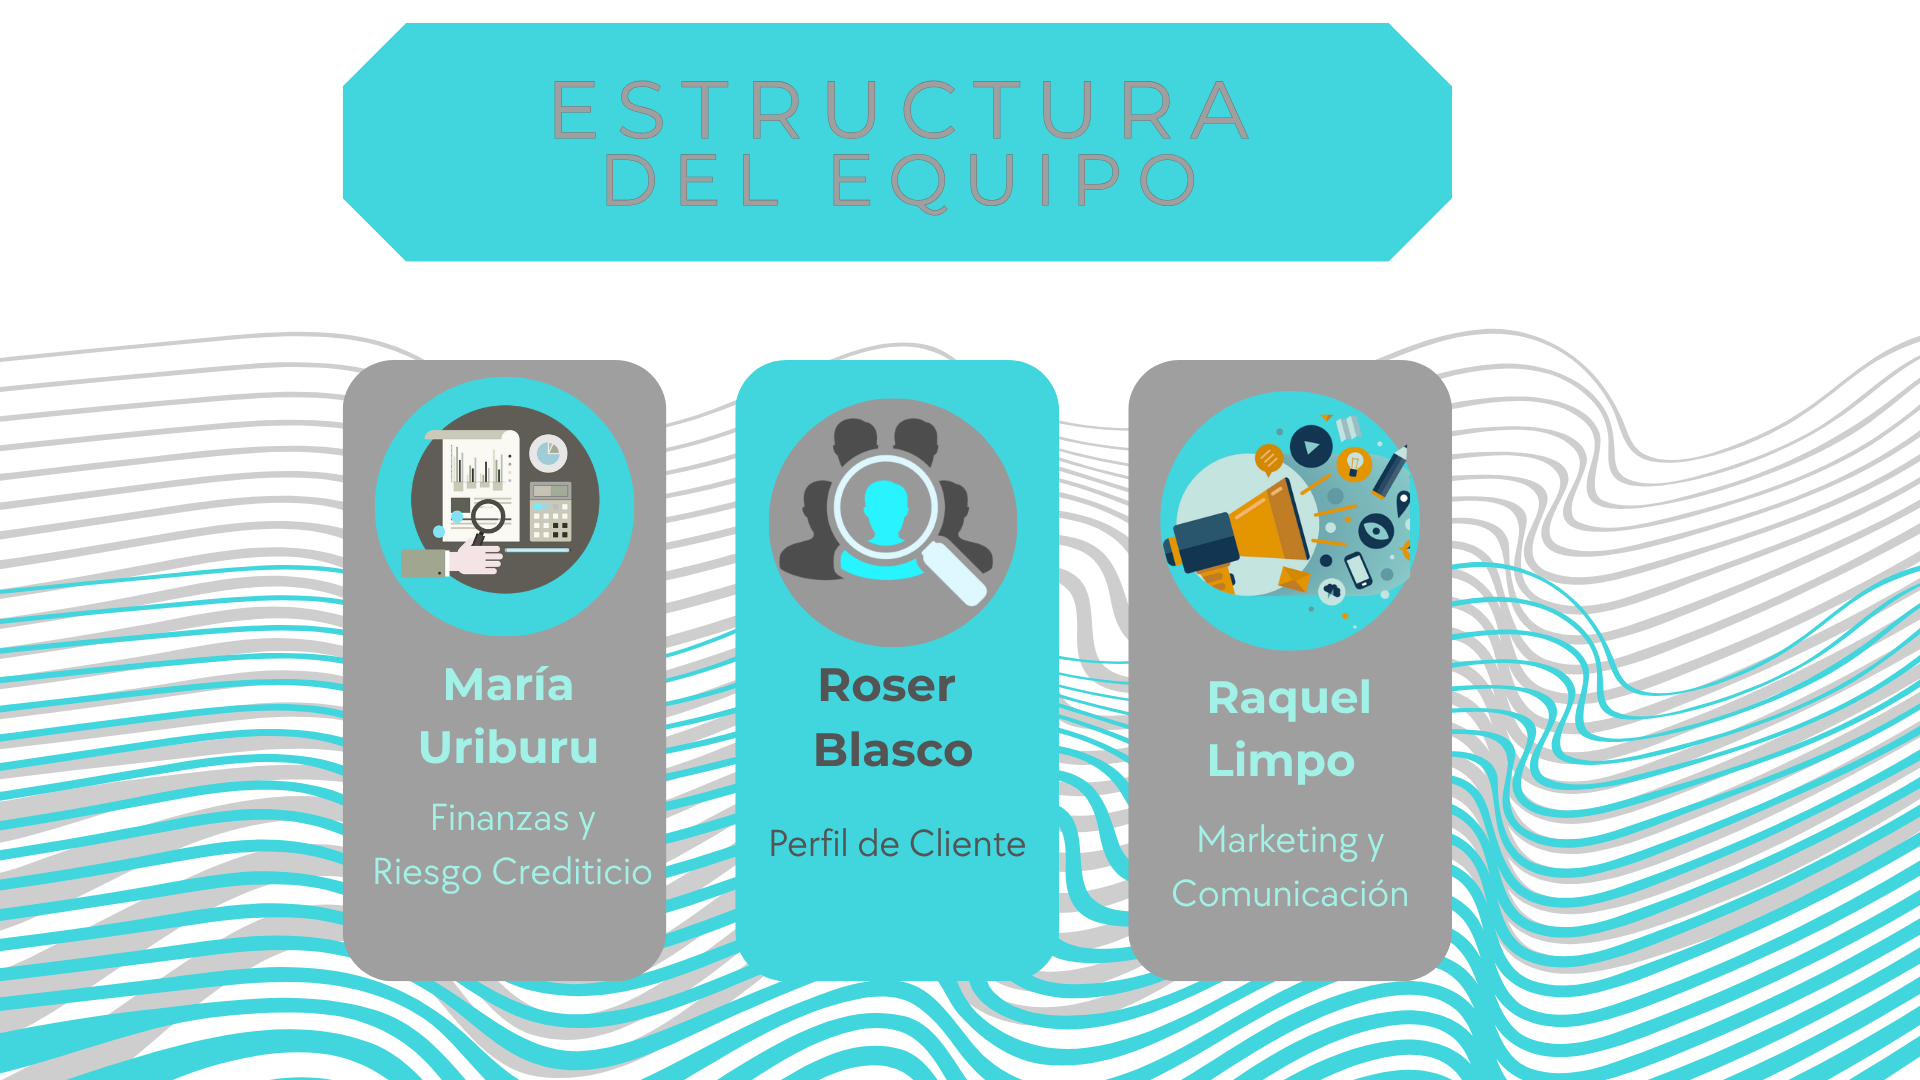 ESTRUCTURA
DEL EQUIPO
María
Uriburu
Finanzas y
Riesgo Crediticio
Roser
Blasco
Perfil de Cliente
Raquel
Limpo
Marketing y
Comunicación